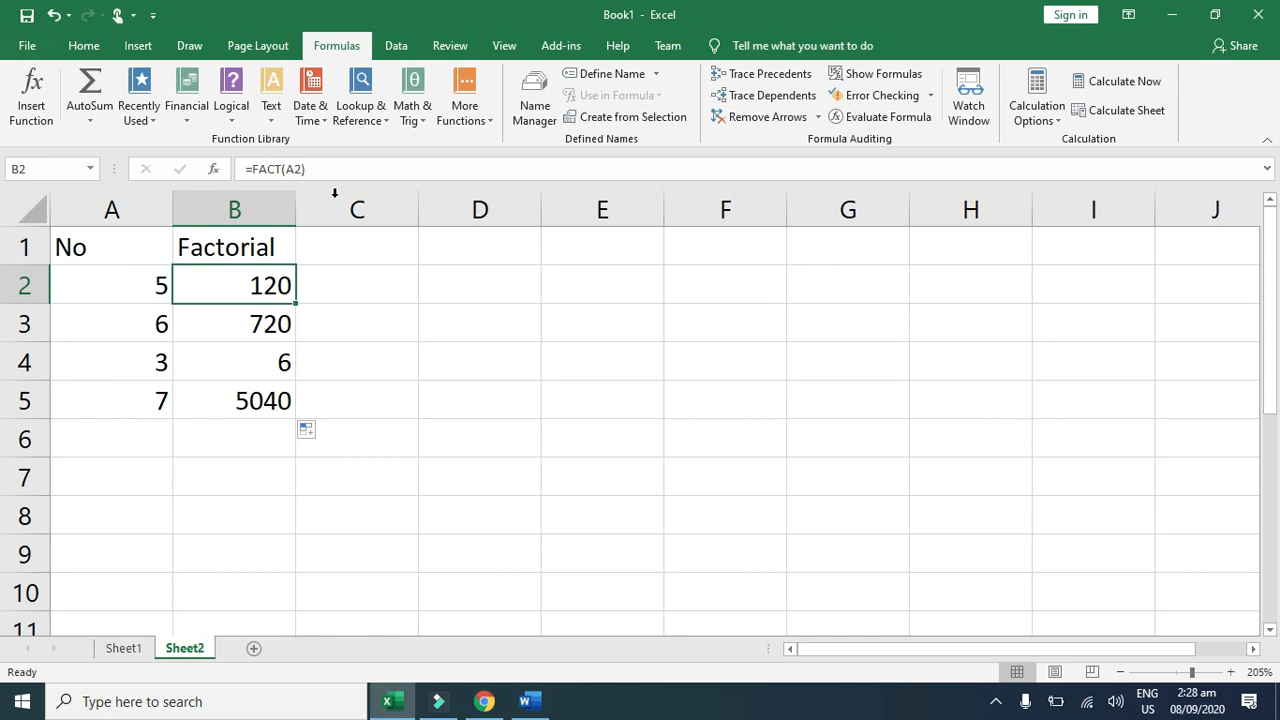 Book1 - Excel
Sign in
File Home Insert Draw Page Layout Formulas Data Review View Add-ins Help Team Tell me what you want to do Share
Insert Function
AutoSum
Recently Used
Financial
Logical
Text
Date & Time
Lookup & Reference
Math & Trig
More Functions
Function Library
Name Manager
Define Name
Use in Formula
Create from Selection
Defined Names
Trace Precedents
Trace Dependents
Remove Arrows
Show Formulas
Error Checking
Evaluate Formula
Watch Window
Formula Auditing
Calculation Options
Calculate Now
Calculate Sheet
Calculation
B2 fx =FACT(A2)
A B C D E F G H I J
1 No Factorial
2 5 120
3 6 720
4 3 6
5 7 5040
6
7
8
9
10
11
Sheet1 Sheet2
Ready 205%
Type here to search
ENG US
2:28 am
08/09/2020